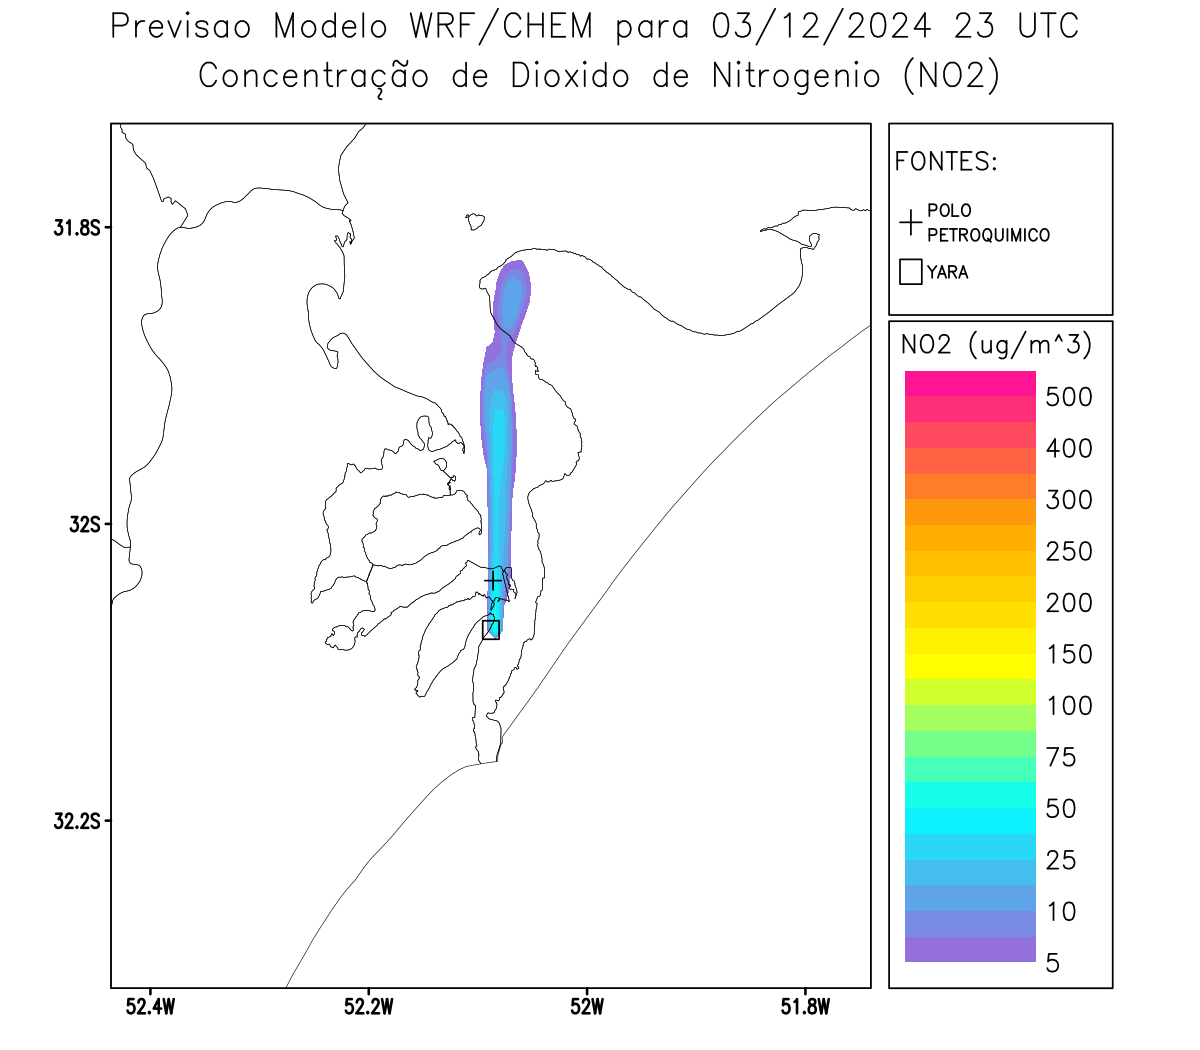 Previsao Modelo WRF/CHEM para 03/12/2024 23 UTC
Concentração de Dioxido de Nitrogenio (NO2)
FONTES:
POLO
PETROQUIMICO
YARA
31.8S
32S
32.2S
52.4W
52.2W
52W
51.8W
NO2 (ug/m^3)
500
400
300
250
200
150
100
75
50
25
10
5